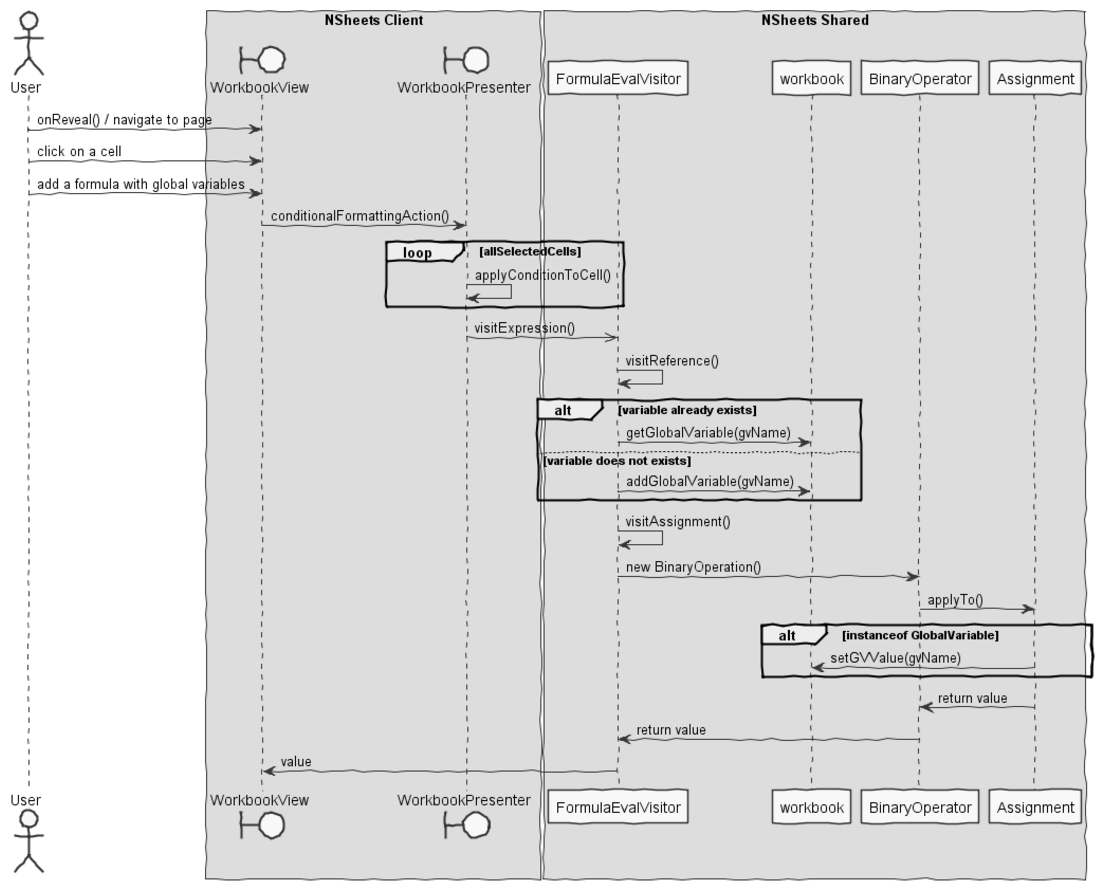 NSheets Client
NSheets Shared
User
WorkbookView
WorkbookPresenter
FormulaEvalVisitor
workbook
BinaryOperator
Assignment
onReveal() / navigate to page
click on a cell
add a formula with global variables
conditionalFormattingAction()
loop [allSelectedCells]
applyConditionToCell()
visitExpression()
visitReference()
alt [variable already exists]
getGlobalVariable(gvName)
[variable does not exists]
addGlobalVariable(gvName)
visitAssignment()
new BinaryOperation()
applyTo()
alt [instanceof GlobalVariable]
setGVValue(gvName)
return value
return value
value
User
WorkbookView
WorkbookPresenter
FormulaEvalVisitor
workbook
BinaryOperator
Assignment